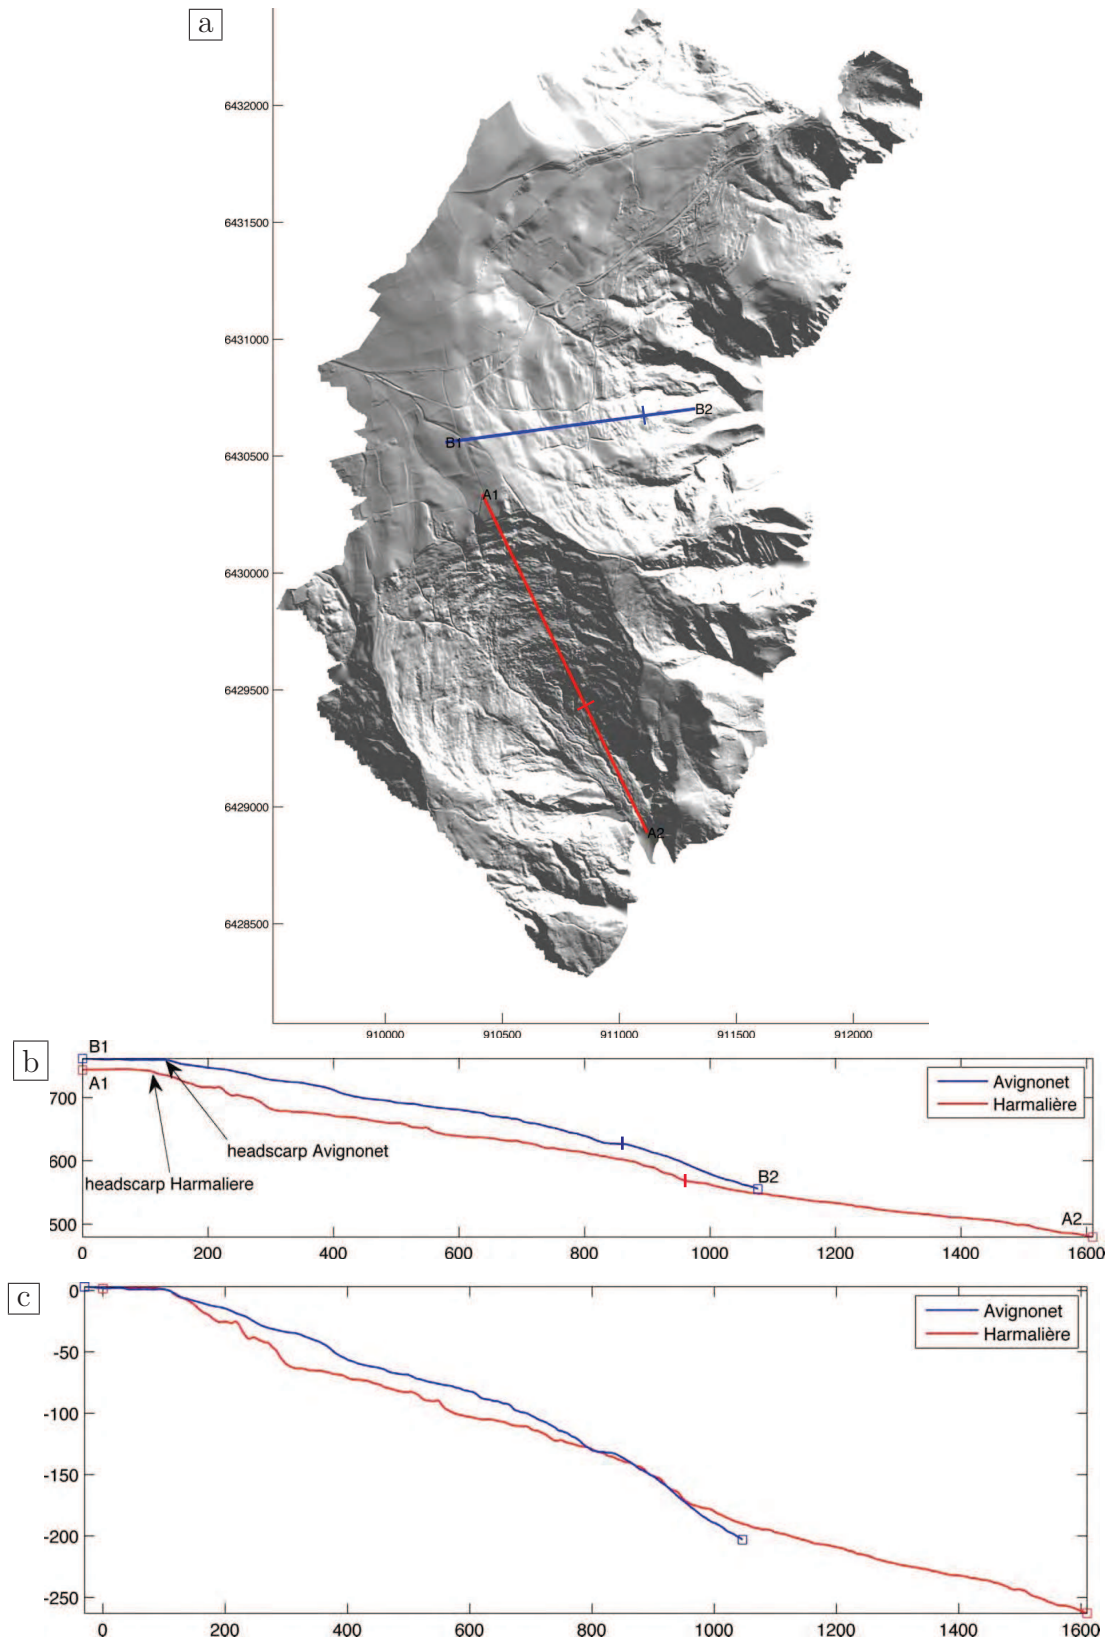 a
6432000
6431500
6431000
6430500
6430000
6429500
6429000
6428500
B1
B2
A1
A2
910000 910500 911000 911500 912000
b
B1
A1
700
600
500
headscarp Avignonet
headscarp Harmaliere
Avignonet
Harmalière
B2
A2
0 200 400 600 800 1000 1200 1400 1600
c
0
-50
-100
-150
-200
-250
Avignonet
Harmalière
0 200 400 600 800 1000 1200 1400 1600